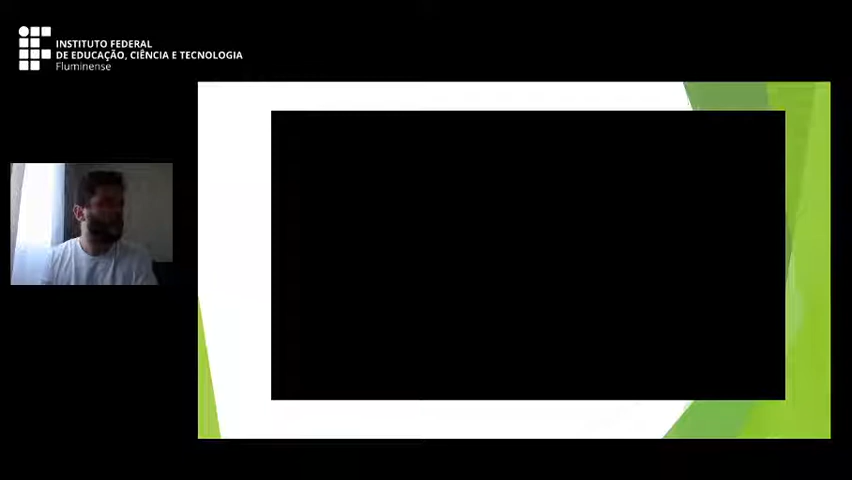 INSTITUTO FEDERAL
DE EDUCAÇÃO, CIÊNCIA E TECNOLOGIA
Fluminense